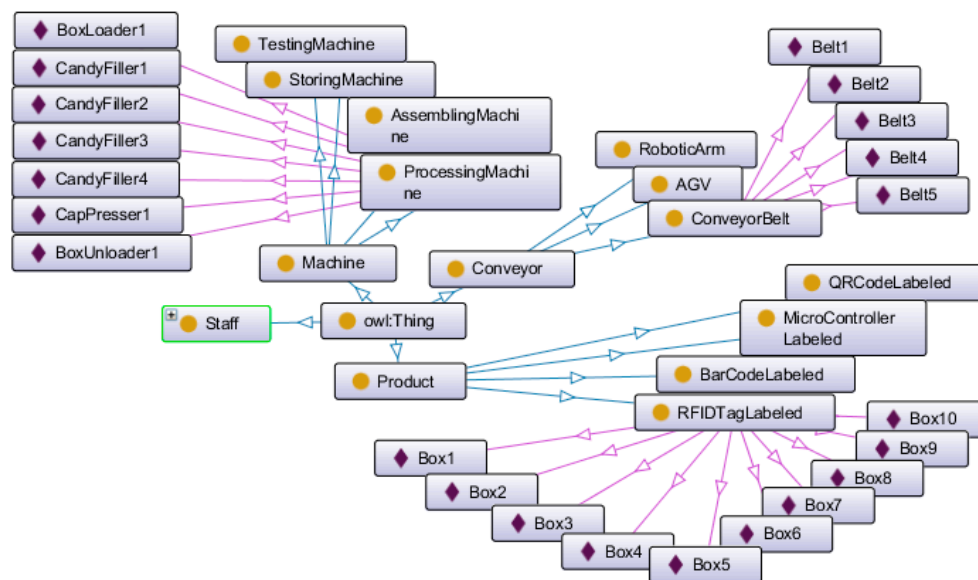 BoxLoader1
CandyFiller1
CandyFiller2
CandyFiller3
CandyFiller4
CapPresser1
BoxUnloader1
TestingMachine
StoringMachine
AssemblingMachi
ne
ProcessingMachi
ne
Machine
Conveyor
RoboticArm
AGV
ConveyorBelt
Belt1
Belt2
Belt3
Belt4
Belt5
Staff
owl:Thing
Product
QRCodeLabeled
MicroController
Labeled
BarCodeLabeled
RFIDTagLabeled
Box1
Box2
Box3
Box4
Box5
Box6
Box7
Box8
Box9
Box10